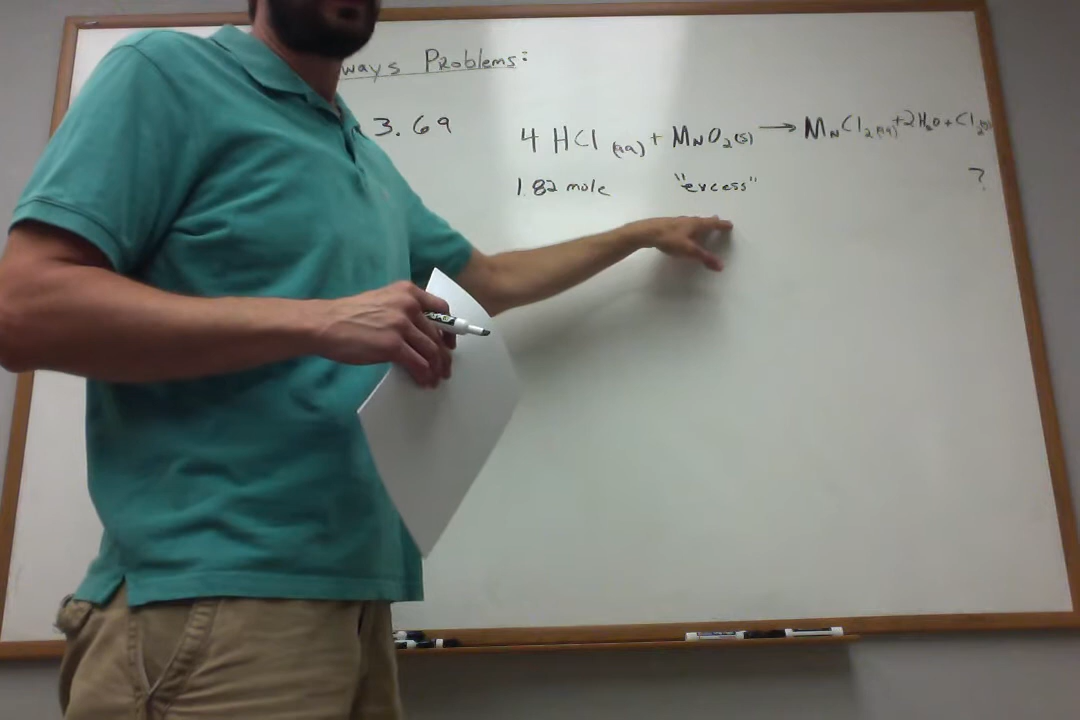 ways Problems:
3.69
4 HCl (aq) + MnO2(s) → MnCl2(aq) + 2H2O + Cl2(g)
1.82 mole "excess" ?